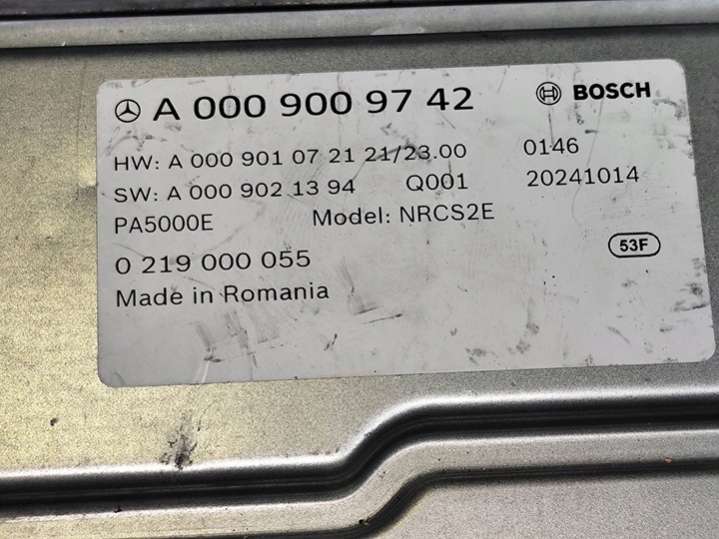 A 000 900 97 42 BOSCH
HW: A 000 901 07 21 21/23.00 0146
SW: A 000 902 13 94 Q001 20241014
PA5000E Model: NRCS2E
53F
0 219 000 055
Made in Romania